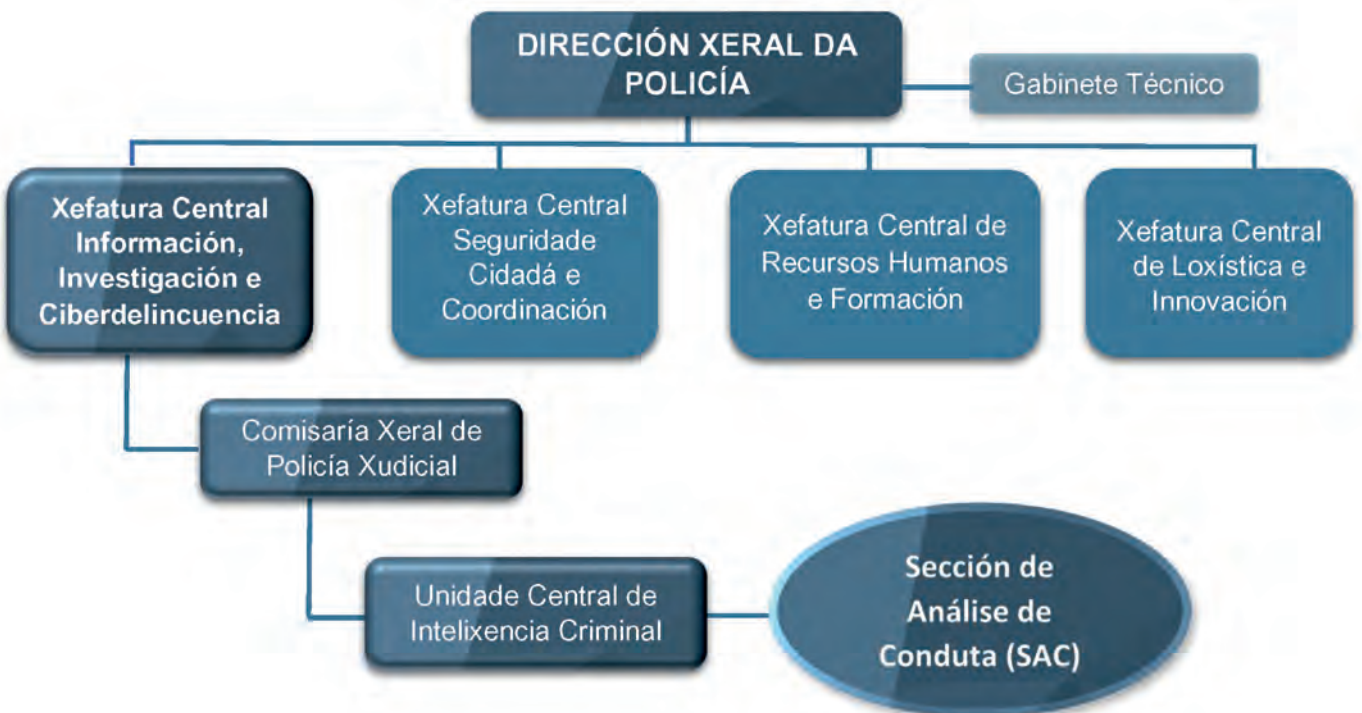 DIRECCIÓN XERAL DA
POLICÍA
Gabinete Técnico
Xefatura Central
Información,
Investigación e
Ciberdelincuencia
Xefatura Central
Seguridade
Cidadá e
Coordinación
Xefatura Central de
Recursos Humanos
e Formación
Xefatura Central
de Loxística e
Innovación
Comisaría Xeral de
Policía Xudicial
Unidade Central de
Intelixencia Criminal
Sección de
Análise de
Conduta (SAC)